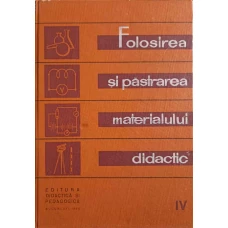 Folosirea
și păstrarea
materialului
didactic
EDITURA
DIDACTICĂ ȘI
PEDAGOGICĂ
IV